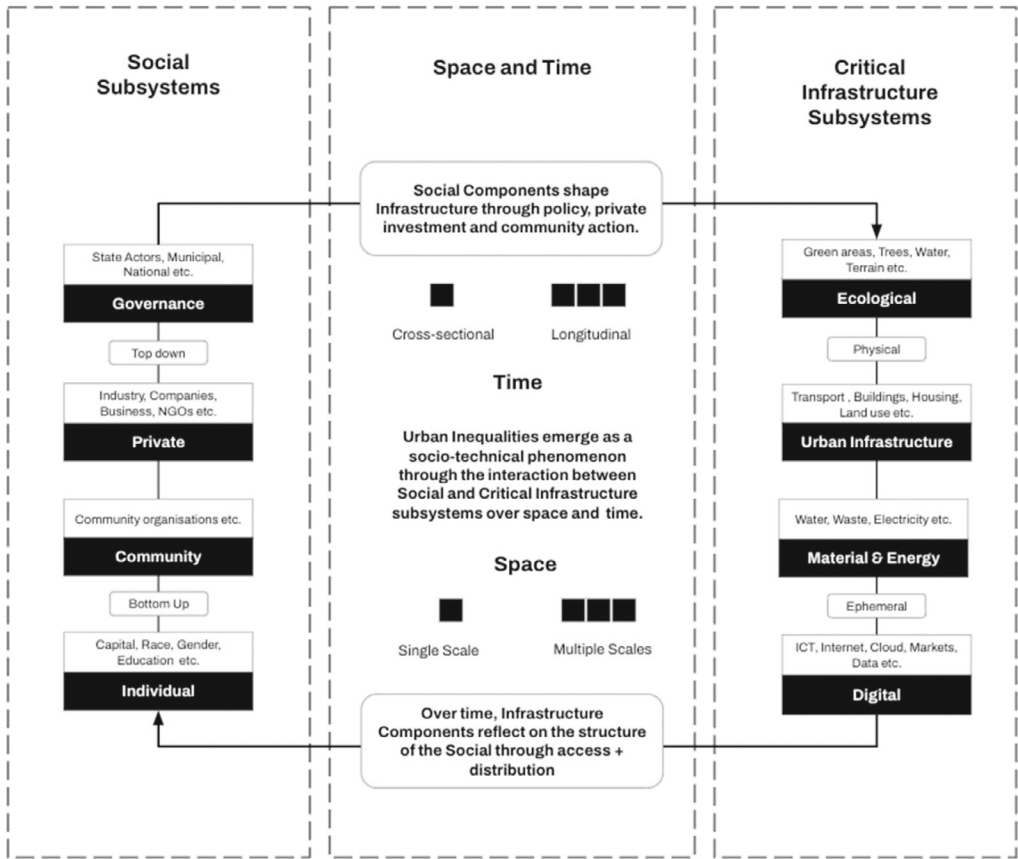 Social
Subsystems
State Actors, Municipal,
National etc.
Governance
Top down
Industry, Companies,
Business, NGOs etc.
Private
Community organisations etc.
Community
Bottom Up
Capital, Race, Gender,
Education etc.
Individual
Space and Time
Social Components shape
Infrastructure through policy, private
investment and community action.
Cross-sectional
Longitudinal
Time
Urban Inequalities emerge as a
socio-technical phenomenon
through the interaction between
Social and Critical Infrastructure
subsystems over space and time.
Space
Single Scale
Multiple Scales
Over time, Infrastructure
Components reflect on the structure
of the Social through access +
distribution
Critical
Infrastructure
Subsystems
Green areas, Trees, Water,
Terrain etc.
Ecological
Physical
Transport , Buildings, Housing,
Land use etc.
Urban Infrastructure
Water, Waste, Electricity etc.
Material & Energy
Ephemeral
ICT, Internet, Cloud, Markets,
Data etc.
Digital